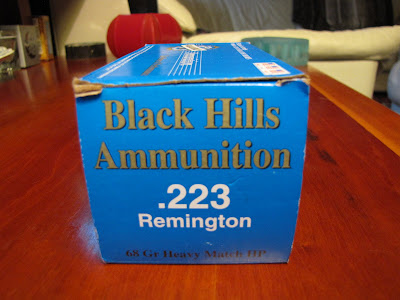 Black Hills
Ammunition
.223
Remington
68 Gr Heavy Match HP